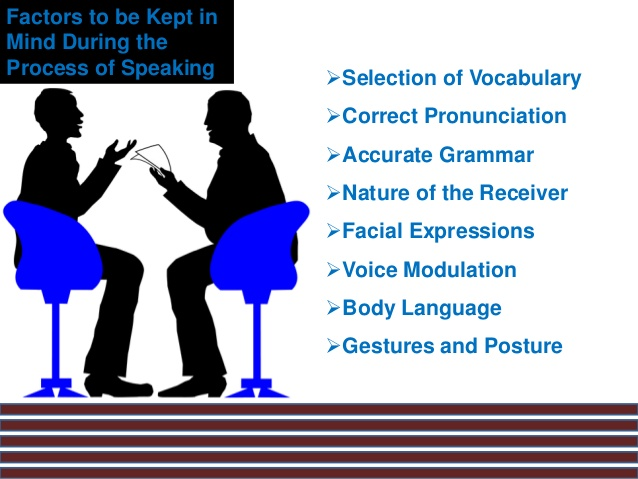 Factors to be Kept in
Mind During the
Process of Speaking
➢Selection of Vocabulary
➢Correct Pronunciation
➢Accurate Grammar
➢Nature of the Receiver
➢Facial Expressions
➢Voice Modulation
➢Body Language
➢Gestures and Posture